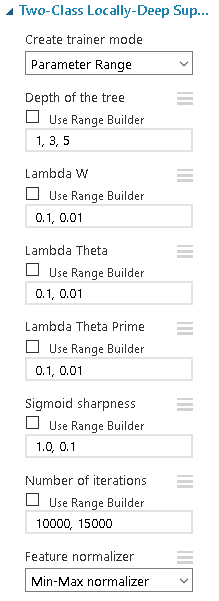 Two-Class Locally-Deep Sup...
Create trainer mode
Parameter Range
Depth of the tree
Use Range Builder
1, 3, 5
Lambda W
Use Range Builder
0.1, 0.01
Lambda Theta
Use Range Builder
0.1, 0.01
Lambda Theta Prime
Use Range Builder
0.1, 0.01
Sigmoid sharpness
Use Range Builder
1.0, 0.1
Number of iterations
Use Range Builder
10000, 15000
Feature normalizer
Min-Max normalizer